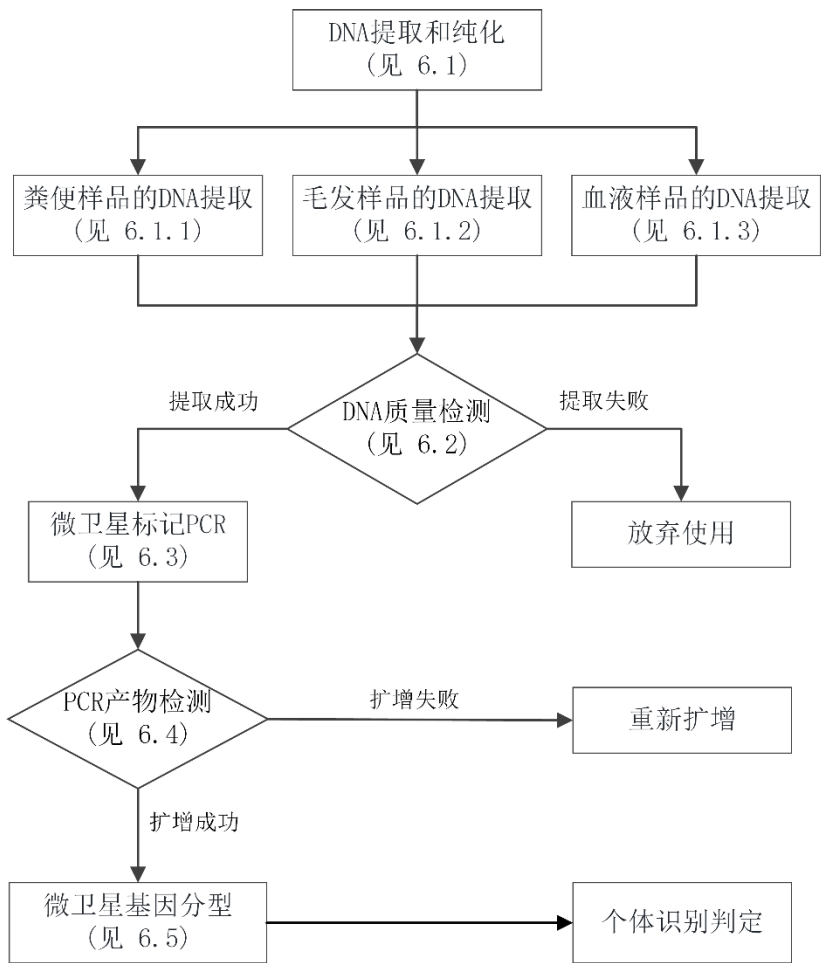 DNA提取和纯化
(见 6.1)
粪便样品的DNA提取
(见 6.1.1)
毛发样品的DNA提取
(见 6.1.2)
血液样品的DNA提取
(见 6.1.3)
提取成功
DNA质量检测
(见 6.2)
提取失败
微卫星标记PCR
(见 6.3)
放弃使用
PCR产物检测
(见 6.4)
扩增失败
重新扩增
扩增成功
微卫星基因分型
(见 6.5)
个体识别判定